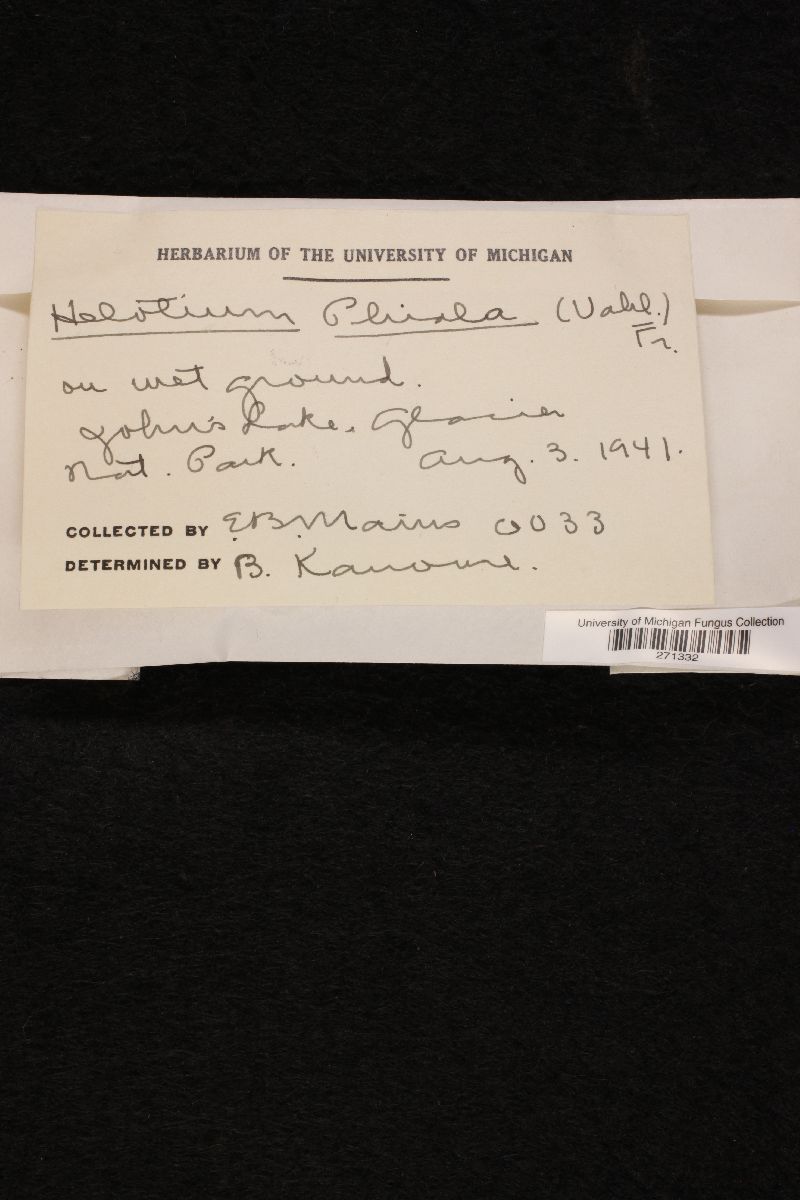 HERBARIUM OF THE UNIVERSITY OF MICHIGAN
Helotium Phiala (Vahl.)
Fr.
on wet ground.
John's Lake, Glacier
Nat. Park. Aug. 3. 1941.
COLLECTED BY E.B. Mains 0033
DETERMINED BY B. Kanouse.
University of Michigan Fungus Collection
271332